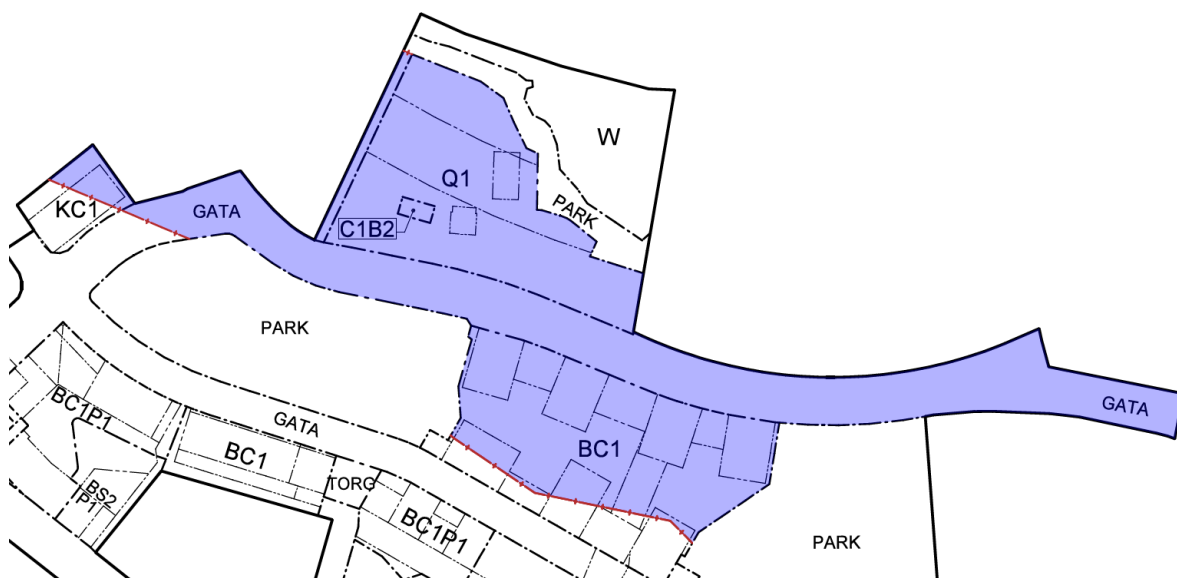 W
Q1
KC1
GATA
PARK
C1B2
PARK
GATA
BC1P1
GATA
BC1
BC1
TORG
BS2
P1
BC1P1
PARK